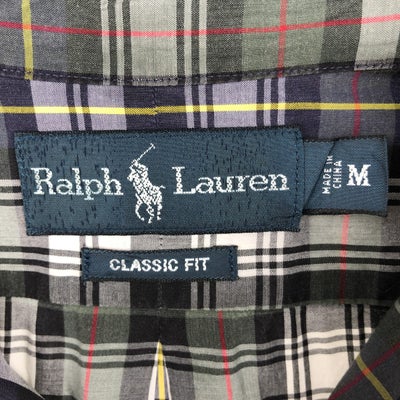 Ralph Lauren
MADE IN
CHINA
M
CLASSIC FIT